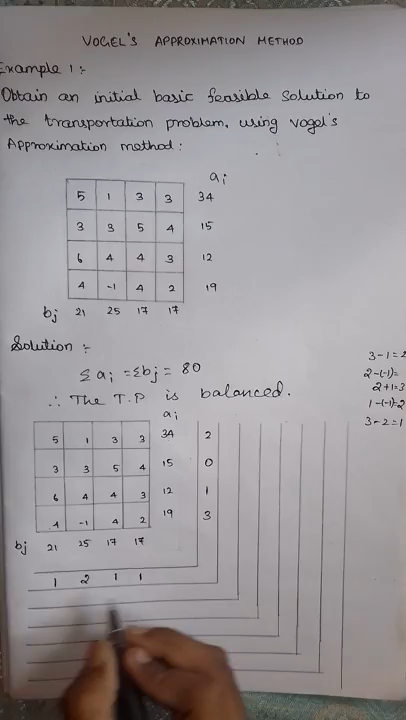 VOGEL'S APPROXIMATION METHOD
Example 1 :-
Obtain an initial basic feasible solution to
the transportation problem, using Vogel's
Approximation method :
ai
5 1 3 3 34
3 3 5 4 15
6 4 4 3 12
4 -1 4 2 19
bj 21 25 17 17
Solution :-
Σai = Σbj = 80
∴ The T.P is balanced.
3-1=2
2-(-1)=
2+1=3
1-(-1)=2
3-2=1
ai
5 1 3 3 34 2
3 3 5 4 15 0
6 4 4 3 12 1
4 -1 4 2 19 3
bj 21 25 17 17
1 2 1 1